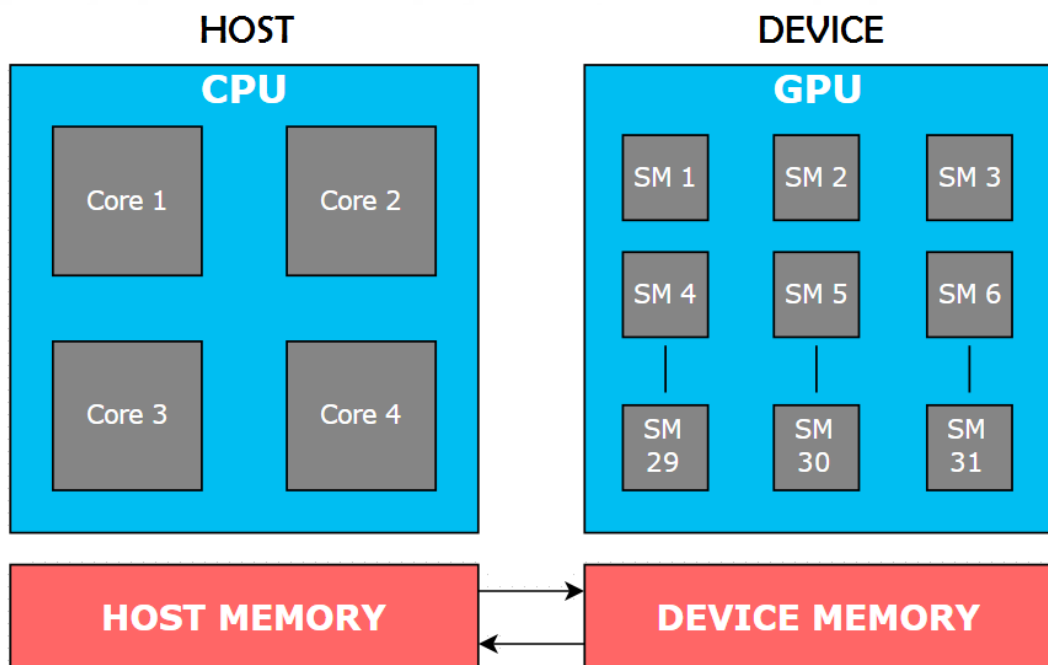 HOST
DEVICE
CPU
GPU
Core 1
Core 2
Core 3
Core 4
SM 1
SM 2
SM 3
SM 4
SM 5
SM 6
SM
29
SM
30
SM
31
HOST MEMORY
DEVICE MEMORY